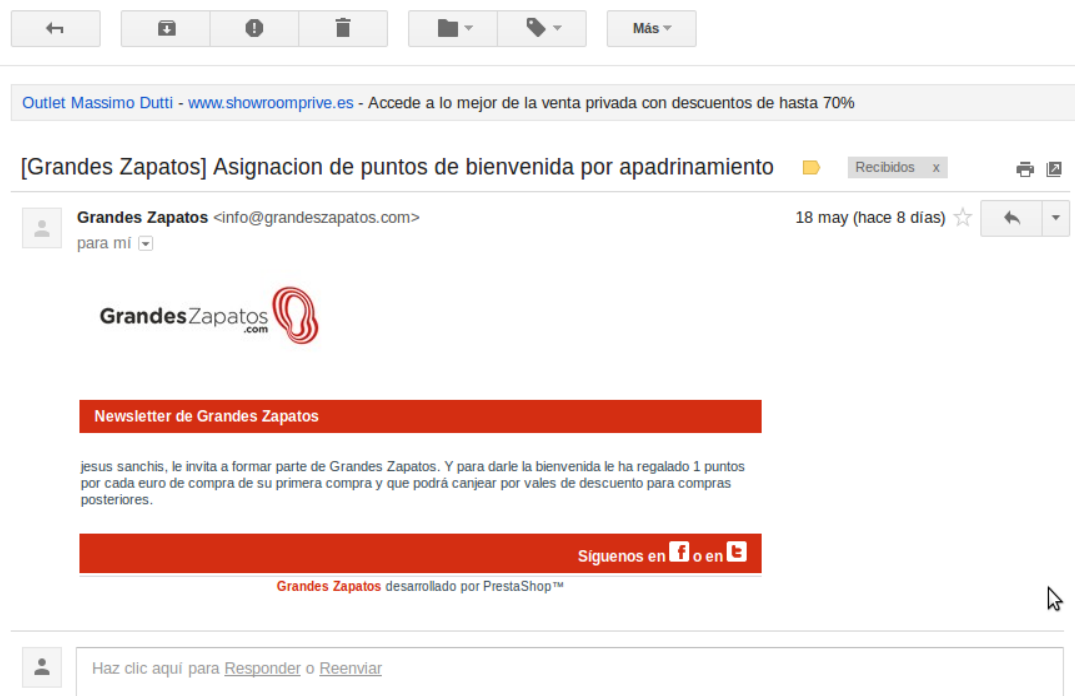 Más
Outlet Massimo Dutti - www.showroomprive.es - Accede a lo mejor de la venta privada con descuentos de hasta 70%
[Grandes Zapatos] Asignacion de puntos de bienvenida por apadrinamiento Recibidos x
Grandes Zapatos <info@grandeszapatos.com> 18 may (hace 8 días)
para mí
GrandesZapatos
.com
Newsletter de Grandes Zapatos
jesus sanchis, le invita a formar parte de Grandes Zapatos. Y para darle la bienvenida le ha regalado 1 puntos
por cada euro de compra de su primera compra y que podrá canjear por vales de descuento para compras
posteriores.
Síguenos en f o en t
Grandes Zapatos desarrollado por PrestaShop™
Haz clic aquí para Responder o Reenviar